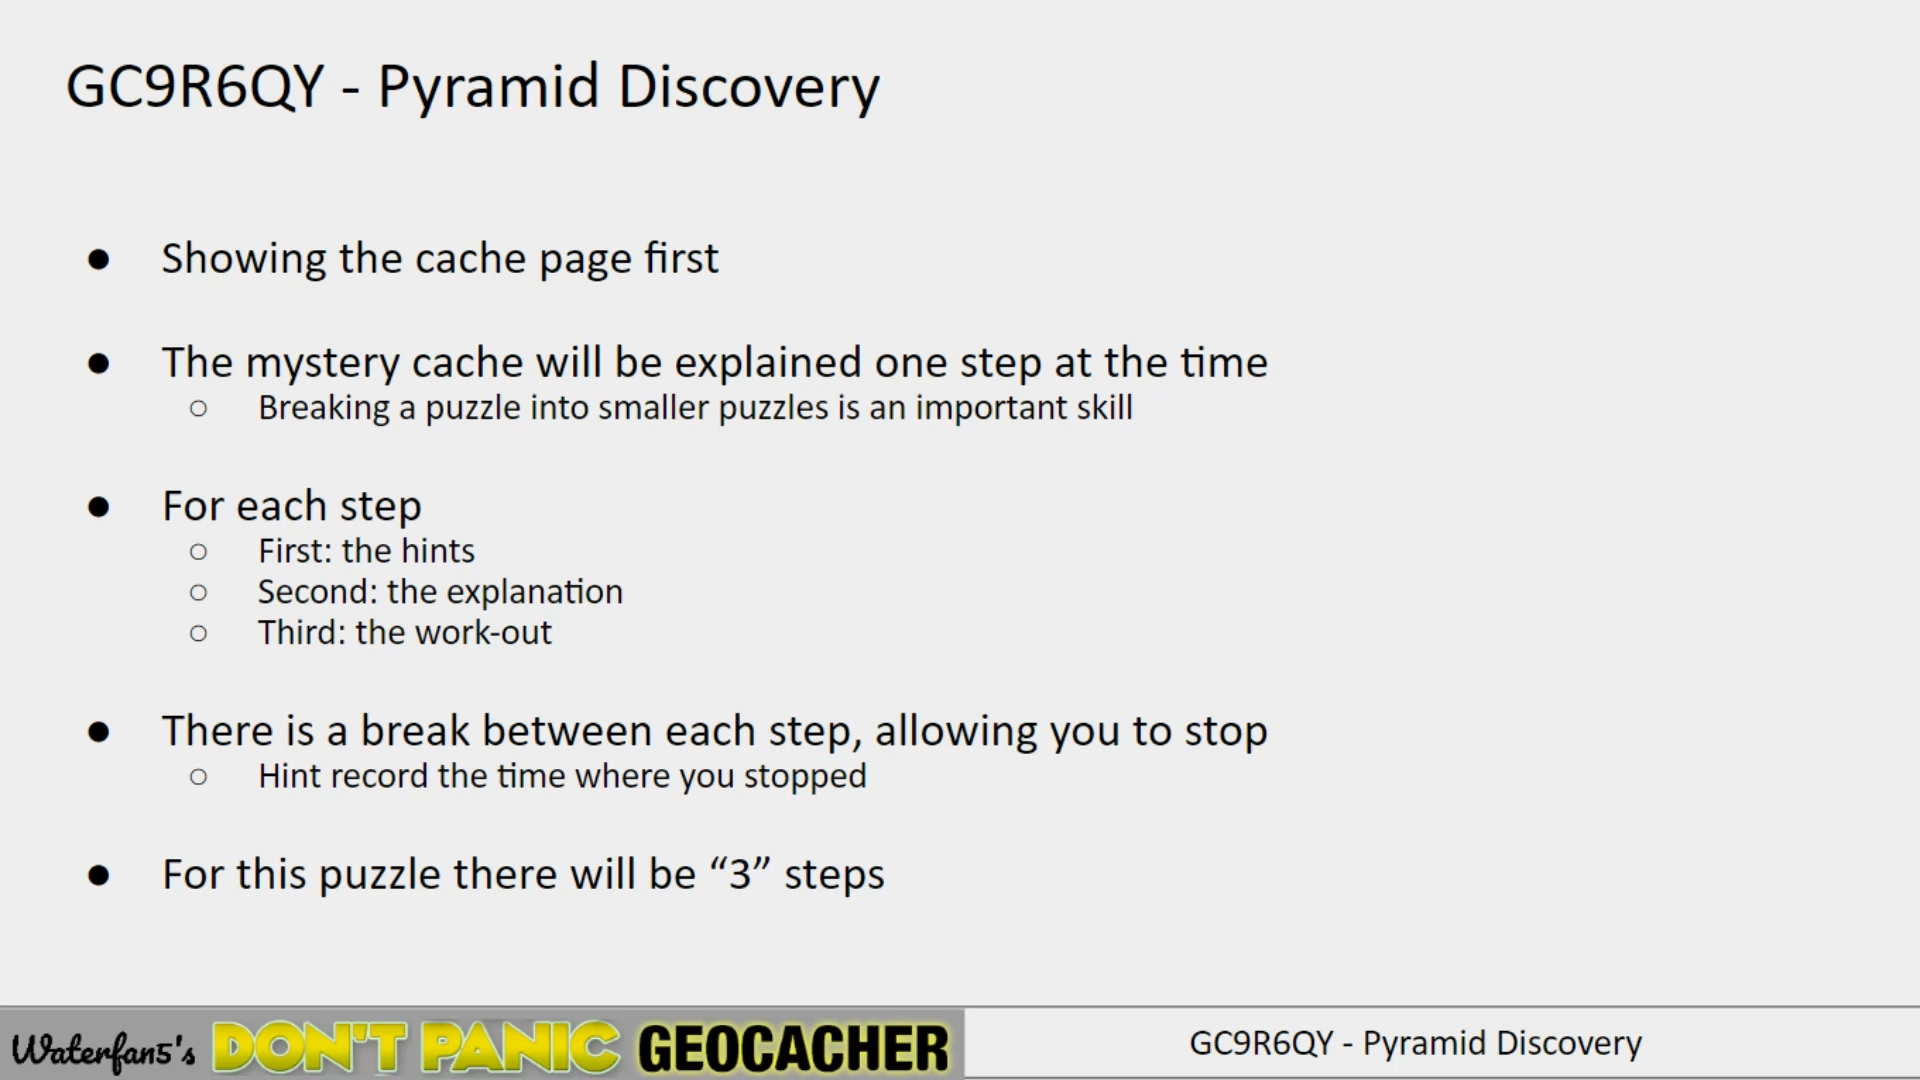 GC9R6QY - Pyramid Discovery
● Showing the cache page first
● The mystery cache will be explained one step at the time
○ Breaking a puzzle into smaller puzzles is an important skill
● For each step
○ First: the hints
○ Second: the explanation
○ Third: the work-out
● There is a break between each step, allowing you to stop
○ Hint record the time where you stopped
● For this puzzle there will be “3” steps
Waterfan5's DON'T PANIC GEOCACHER
GC9R6QY - Pyramid Discovery